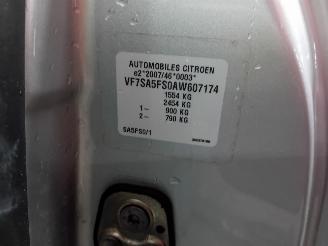 AUTOMOBILES CITROEN
e2*2007/46*0003*
VF7SA5FS0AW607174
1554 KG
2454 KG
1- 900 KG
2- 790 KG
SA5FS0/1